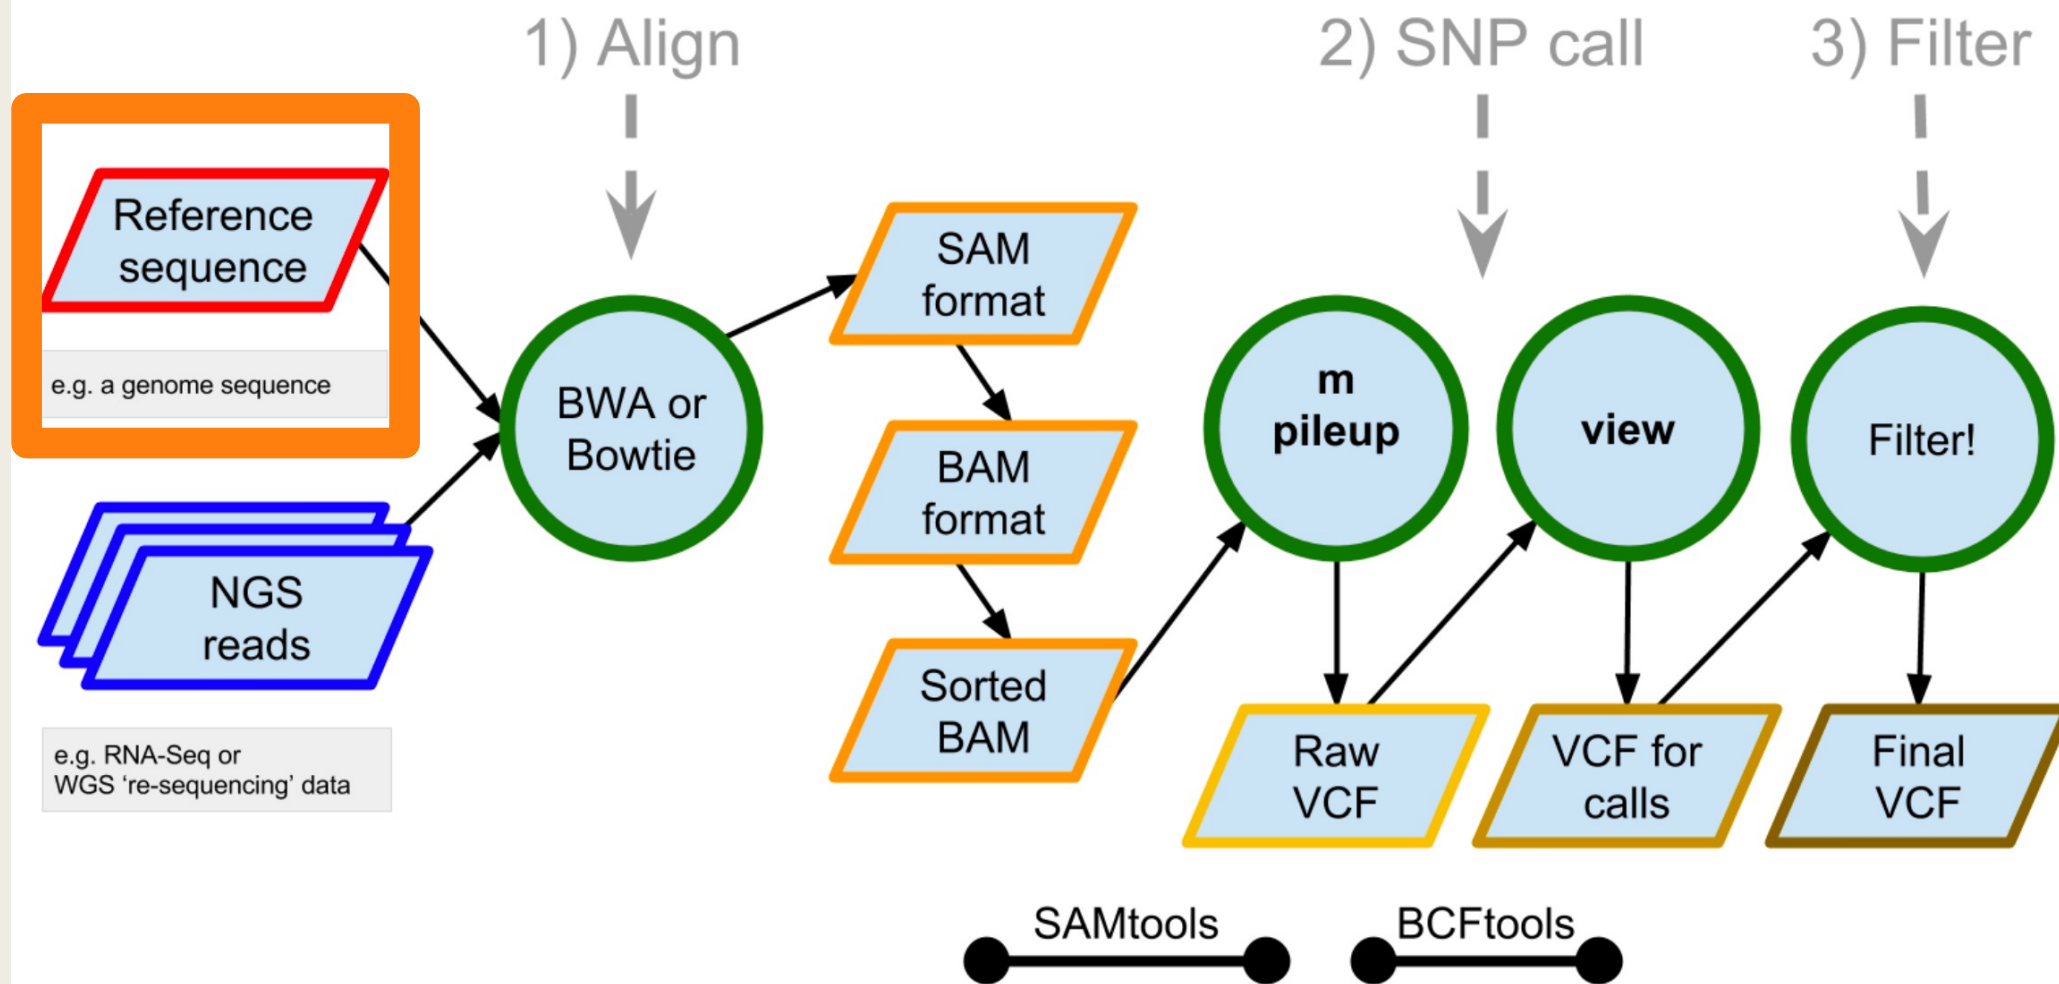 1) Align
2) SNP call
3) Filter
Reference
sequence
e.g. a genome sequence
NGS
reads
e.g. RNA-Seq or
WGS ‘re-sequencing’ data
BWA or
Bowtie
SAM
format
BAM
format
Sorted
BAM
m
pileup
view
Filter!
Raw
VCF
VCF for
calls
Final
VCF
SAMtools
BCFtools